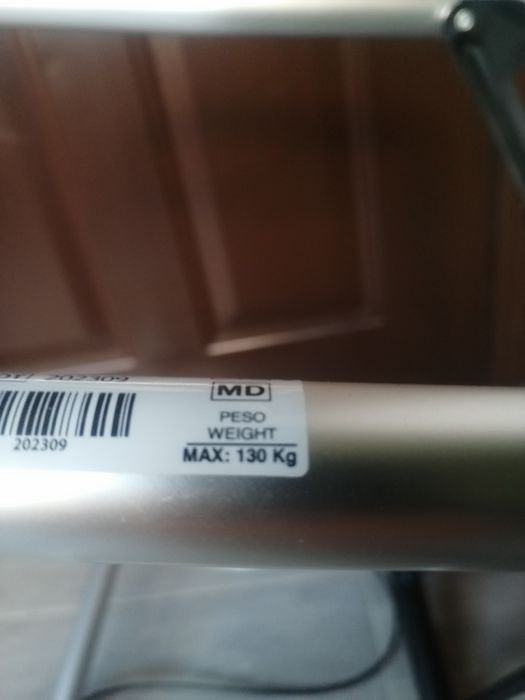 202309
MD
PESO
WEIGHT
MAX: 130 Kg
202309